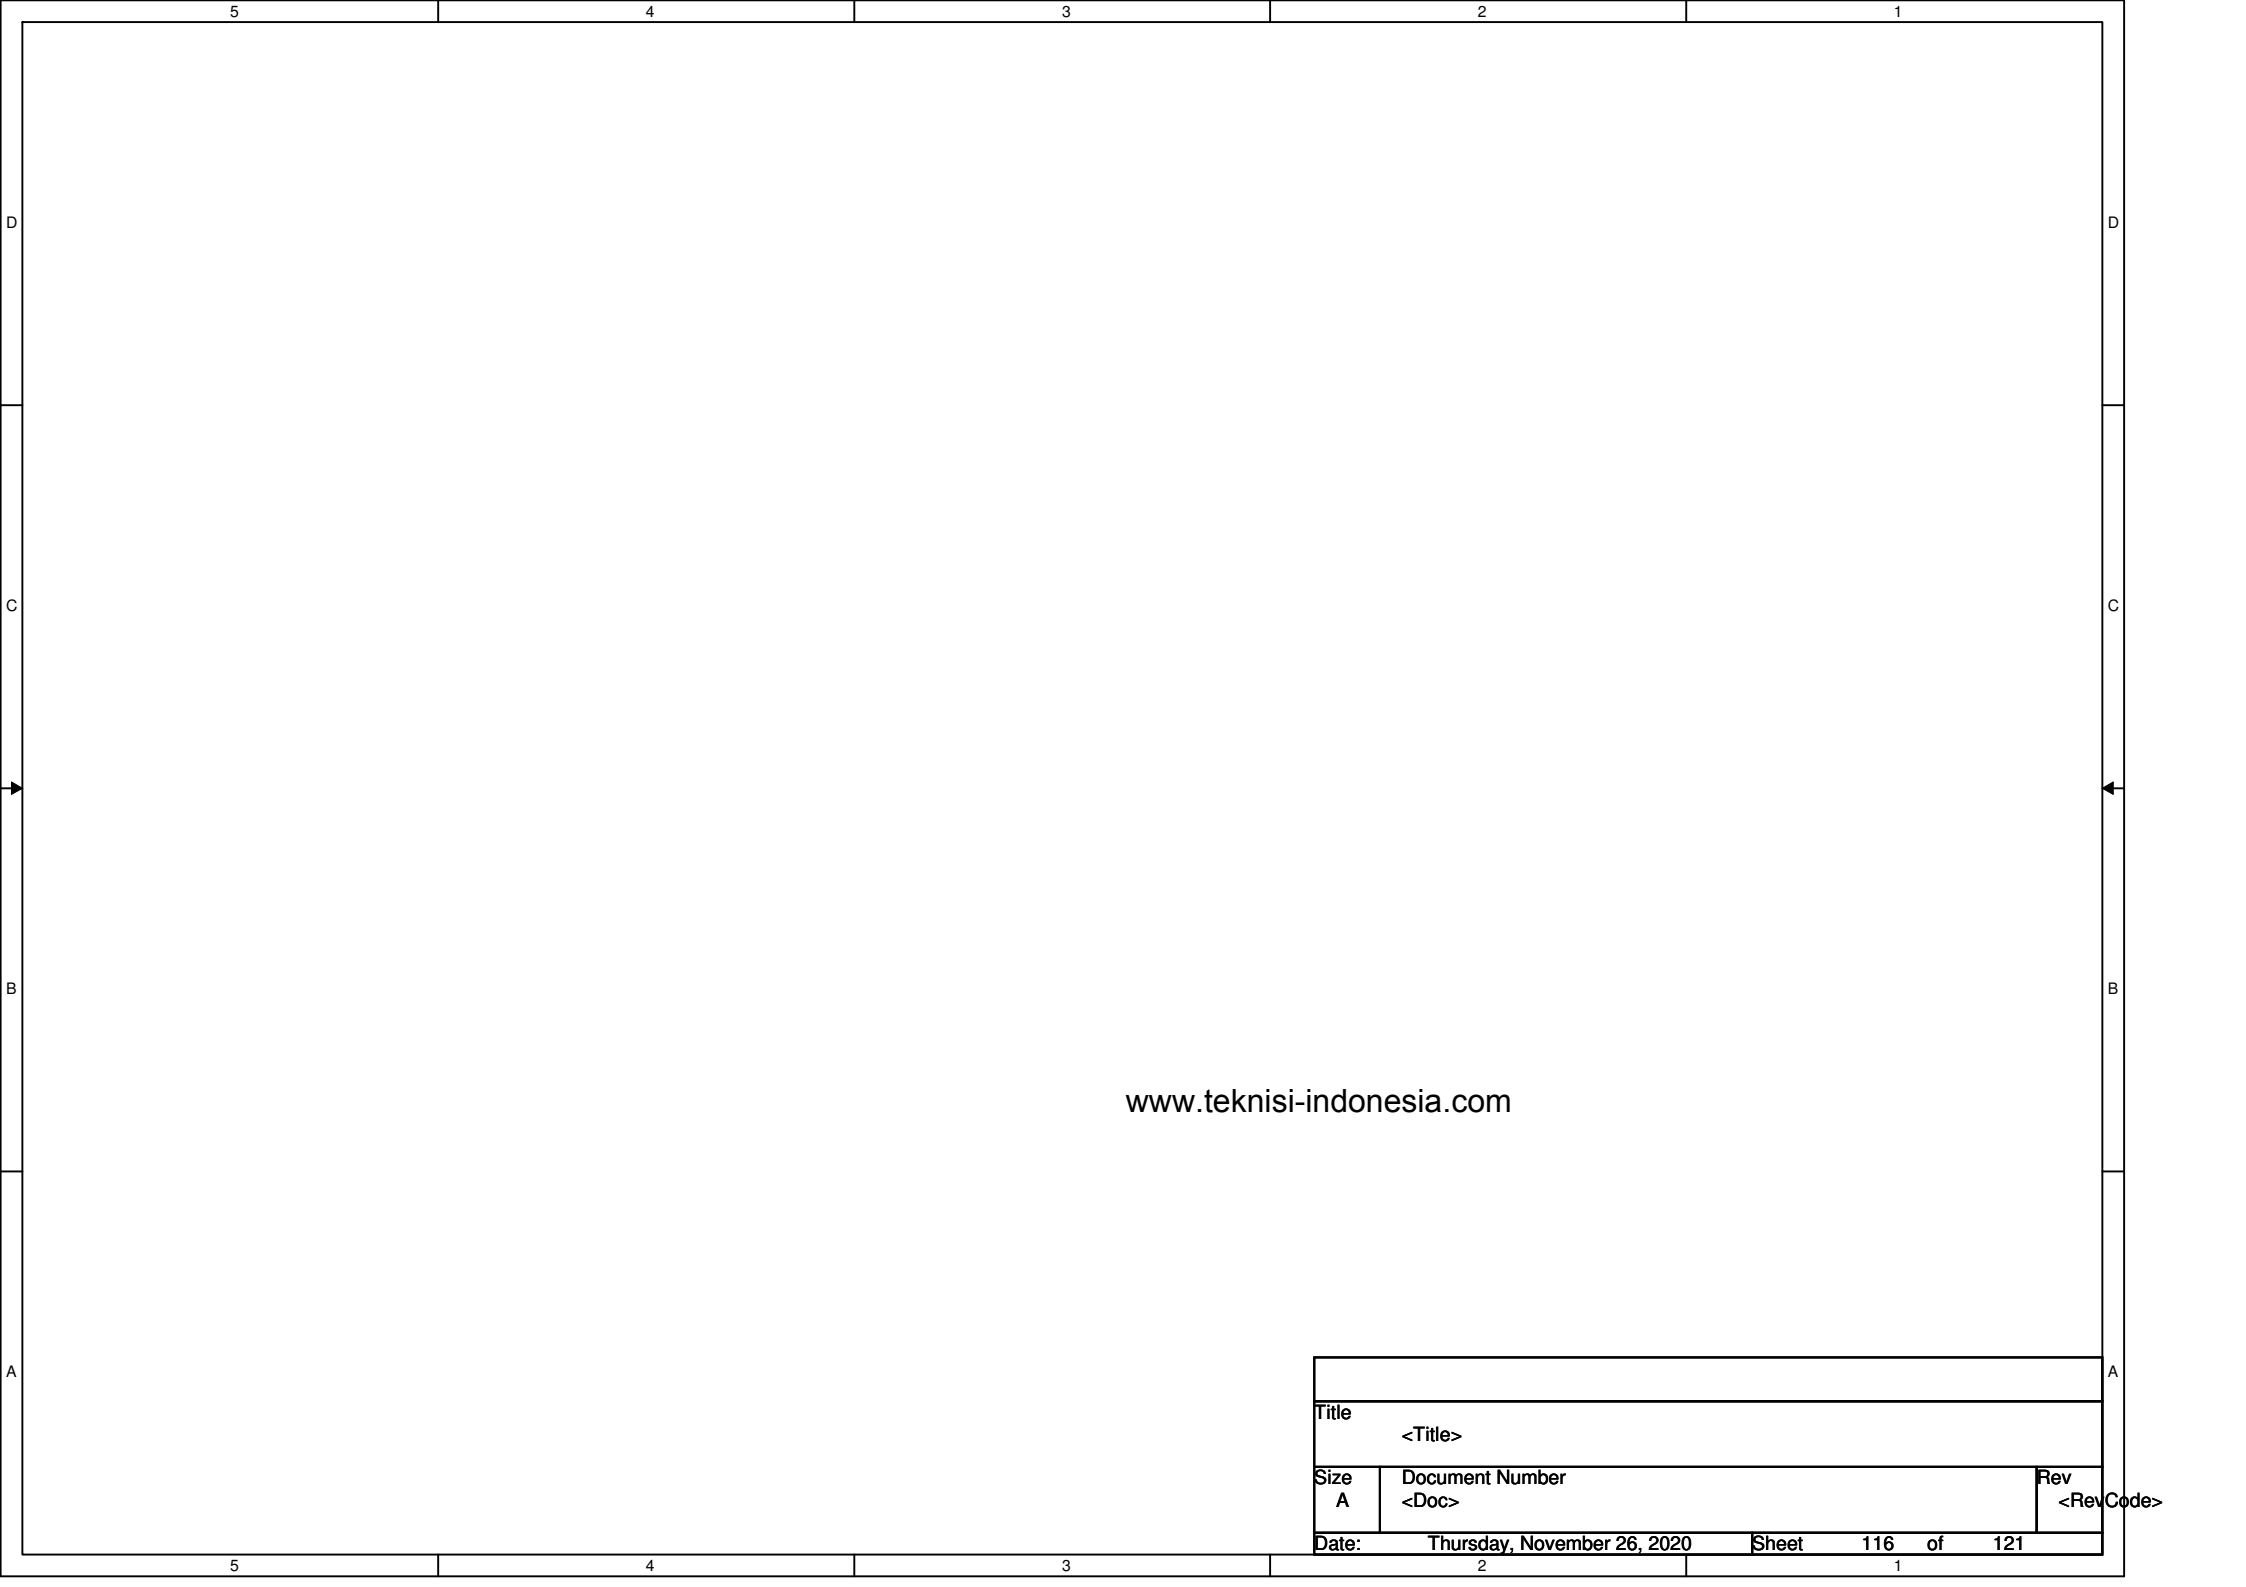 5 4 3 2 1
D D
C C
B B
www.teknisi-indonesia.com
A A
Title
<Title>
Size Document Number Rev
A <Doc> <RevCode>
Date: Thursday, November 26, 2020 Sheet 116 of 121
5 4 3 2 1